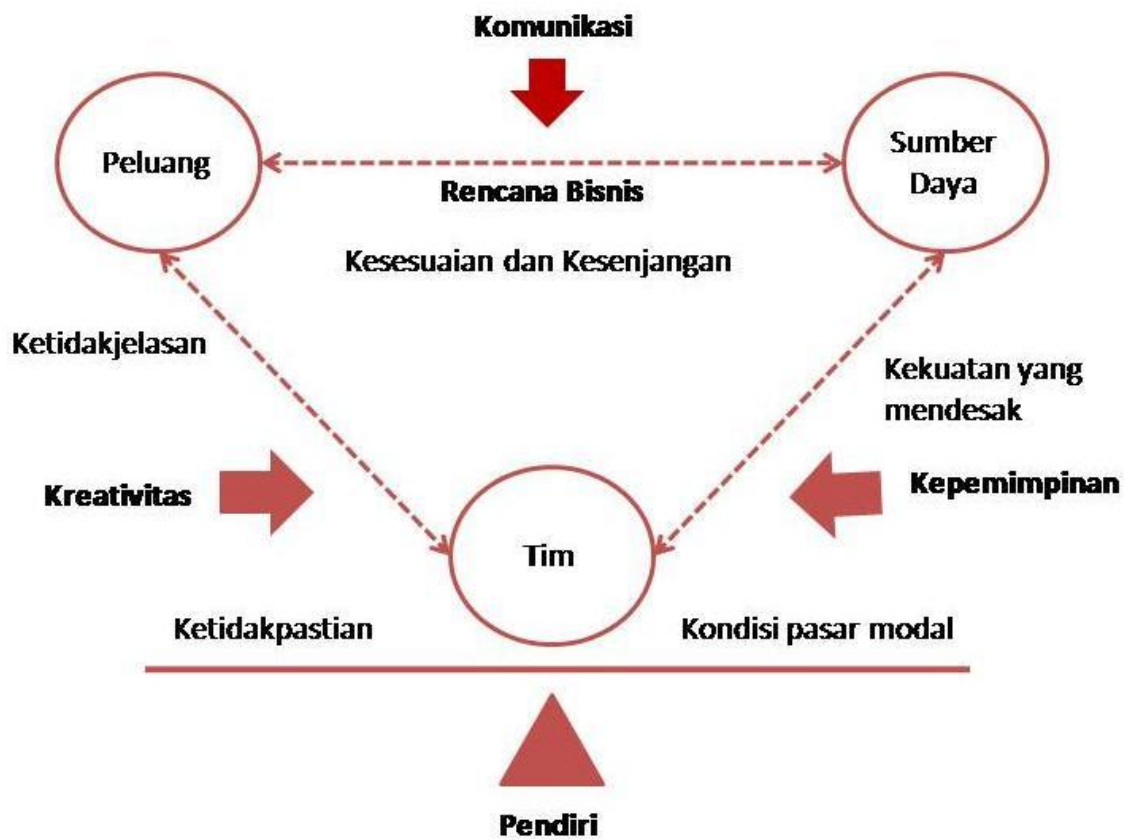 Komunikasi
Peluang
Sumber
Daya
Rencana Bisnis
Kesesuaian dan Kesenjangan
Ketidakjelasan
Kekuatan yang
mendesak
Kreativitas
Kepemimpinan
Tim
Ketidakpastian
Kondisi pasar modal
Pendiri